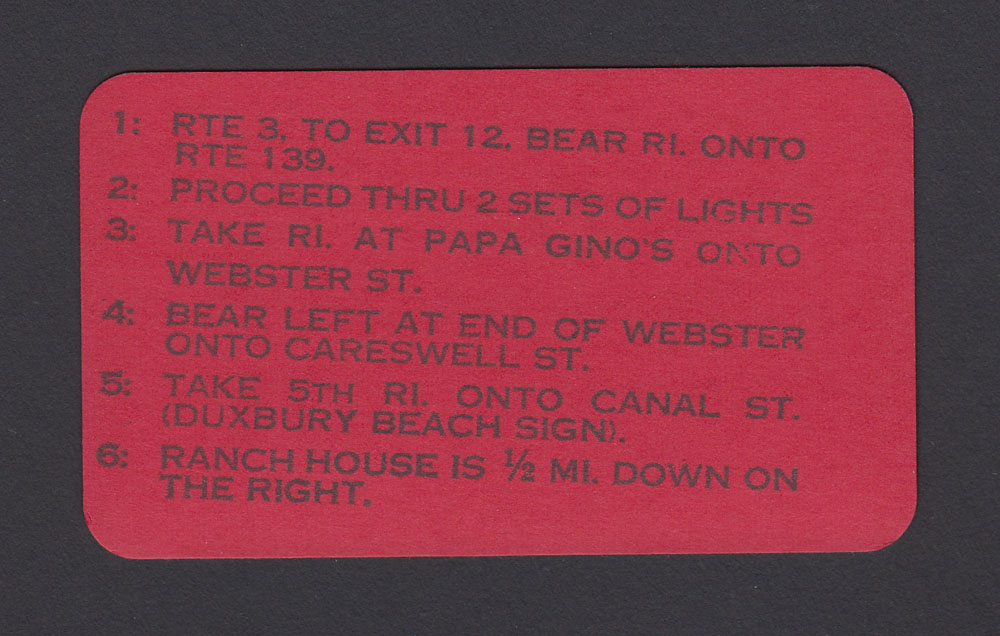 1: RTE 3, TO EXIT 12. BEAR RI. ONTO
RTE 139.
2: PROCEED THRU 2 SETS OF LIGHTS
3: TAKE RI. AT PAPA GINO'S ONTO
WEBSTER ST.
4: BEAR LEFT AT END OF WEBSTER
ONTO CARESWELL ST.
5: TAKE 5TH RI. ONTO CANAL ST.
(DUXBURY BEACH SIGN).
6: RANCH HOUSE IS ½ MI. DOWN ON
THE RIGHT.